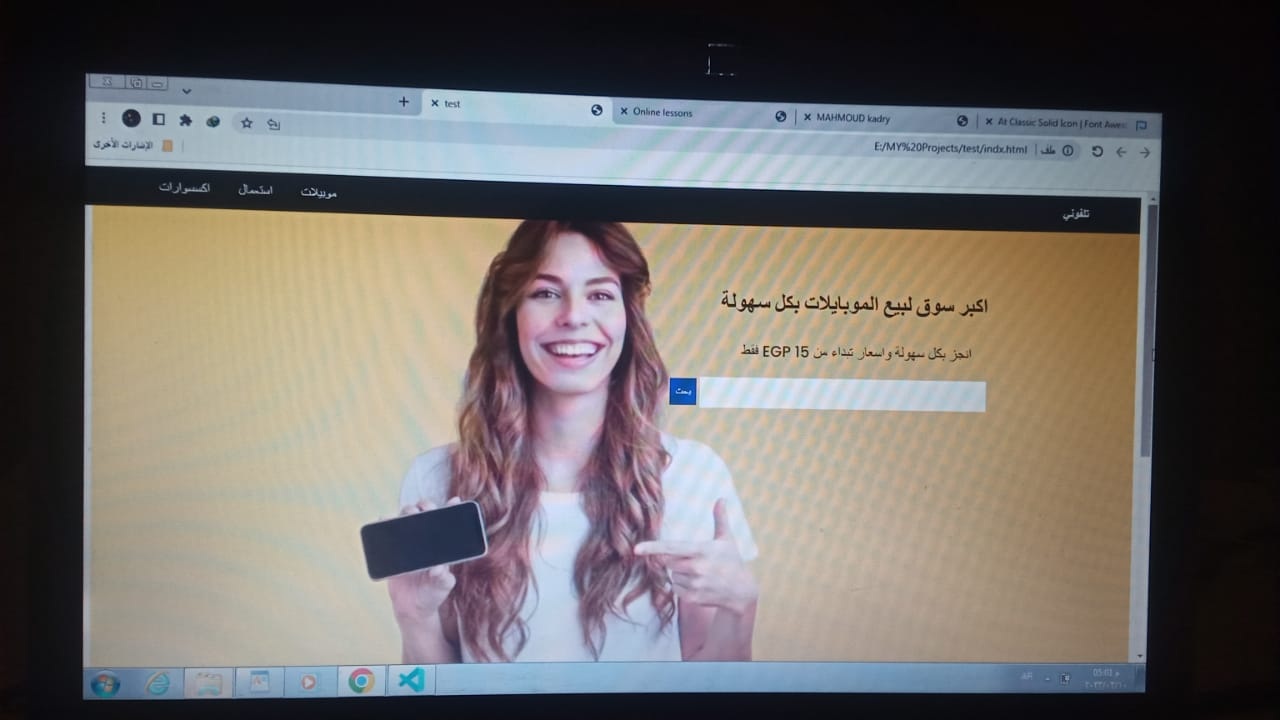 test
Online lessons
MAHMOUD kadry
At Classic Solid Icon | Font Awes
E:/MY%20Projects/test/indx.html
ملف
الإشارات الأخرى
تلفوني
موبيلات
استعمال
اكسسوارات
اكبر سوق لبيع الموبايلات بكل سهولة
انجز بكل سهولة واسعار تبداء من 15 EGP فقط
بحث
AR
05:01 م